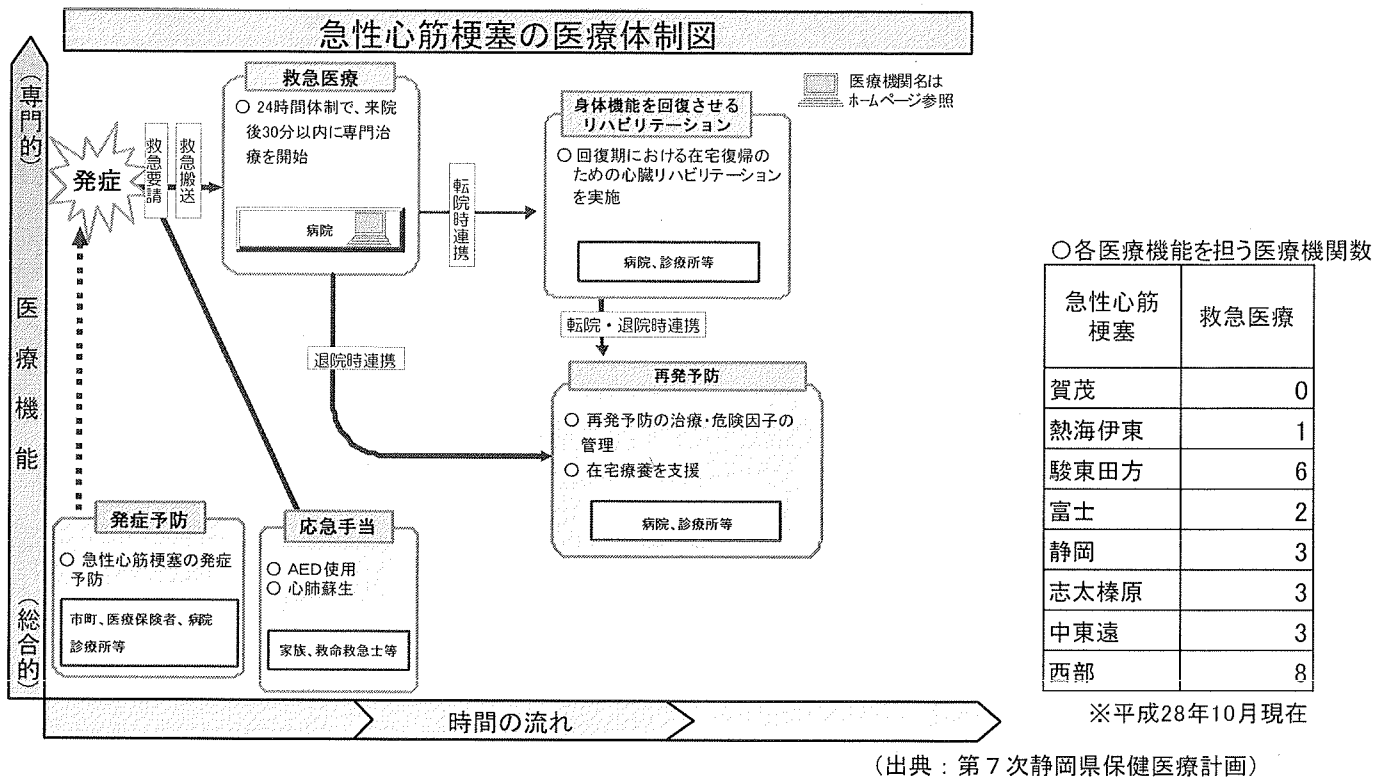 急性心筋梗塞の医療体制図
(専門的)
医療機能
(総合的)
発症
救急要請
救急搬送
救急医療
○ 24時間体制で、来院
後30分以内に専門治
療を開始
病院
転院時連携
医療機関名は
ホームページ参照
身体機能を回復させる
リハビリテーション
○ 回復期における在宅復帰の
ための心臓リハビリテーション
を実施
病院、診療所等
転院・退院時連携
退院時連携
再発予防
○ 再発予防の治療・危険因子の
管理
○ 在宅療養を支援
病院、診療所等
発症予防
○ 急性心筋梗塞の発症
予防
市町、医療保険者、病院
診療所等
応急手当
○ AED使用
○ 心肺蘇生
家族、救命救急士等
時間の流れ
○各医療機能を担う医療機関数
急性心筋
梗塞
救急医療
賀茂 0
熱海伊東 1
駿東田方 6
富士 2
静岡 3
志太榛原 3
中東遠 3
西部 8
※平成28年10月現在
(出典:第7次静岡県保健医療計画)